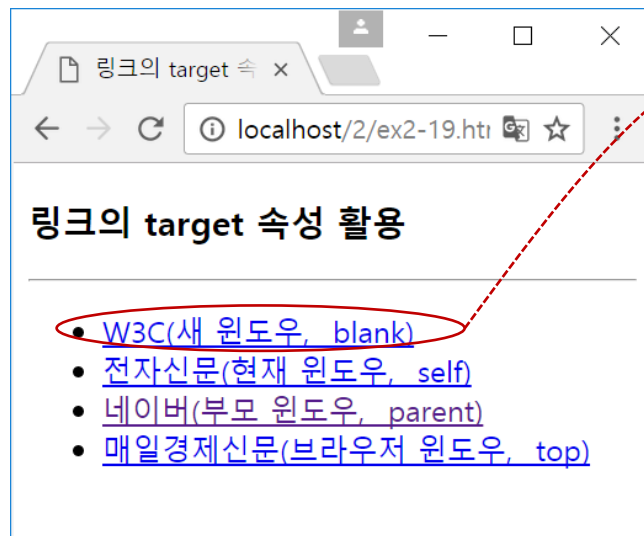 링크의 target 속
localhost/2/ex2-19.htm
링크의 target 속성 활용
W3C(새 윈도우, _blank)
전자신문(현재 윈도우, _self)
네이버(부모 윈도우, _parent)
매일경제신문(브라우저 윈도우, _top)